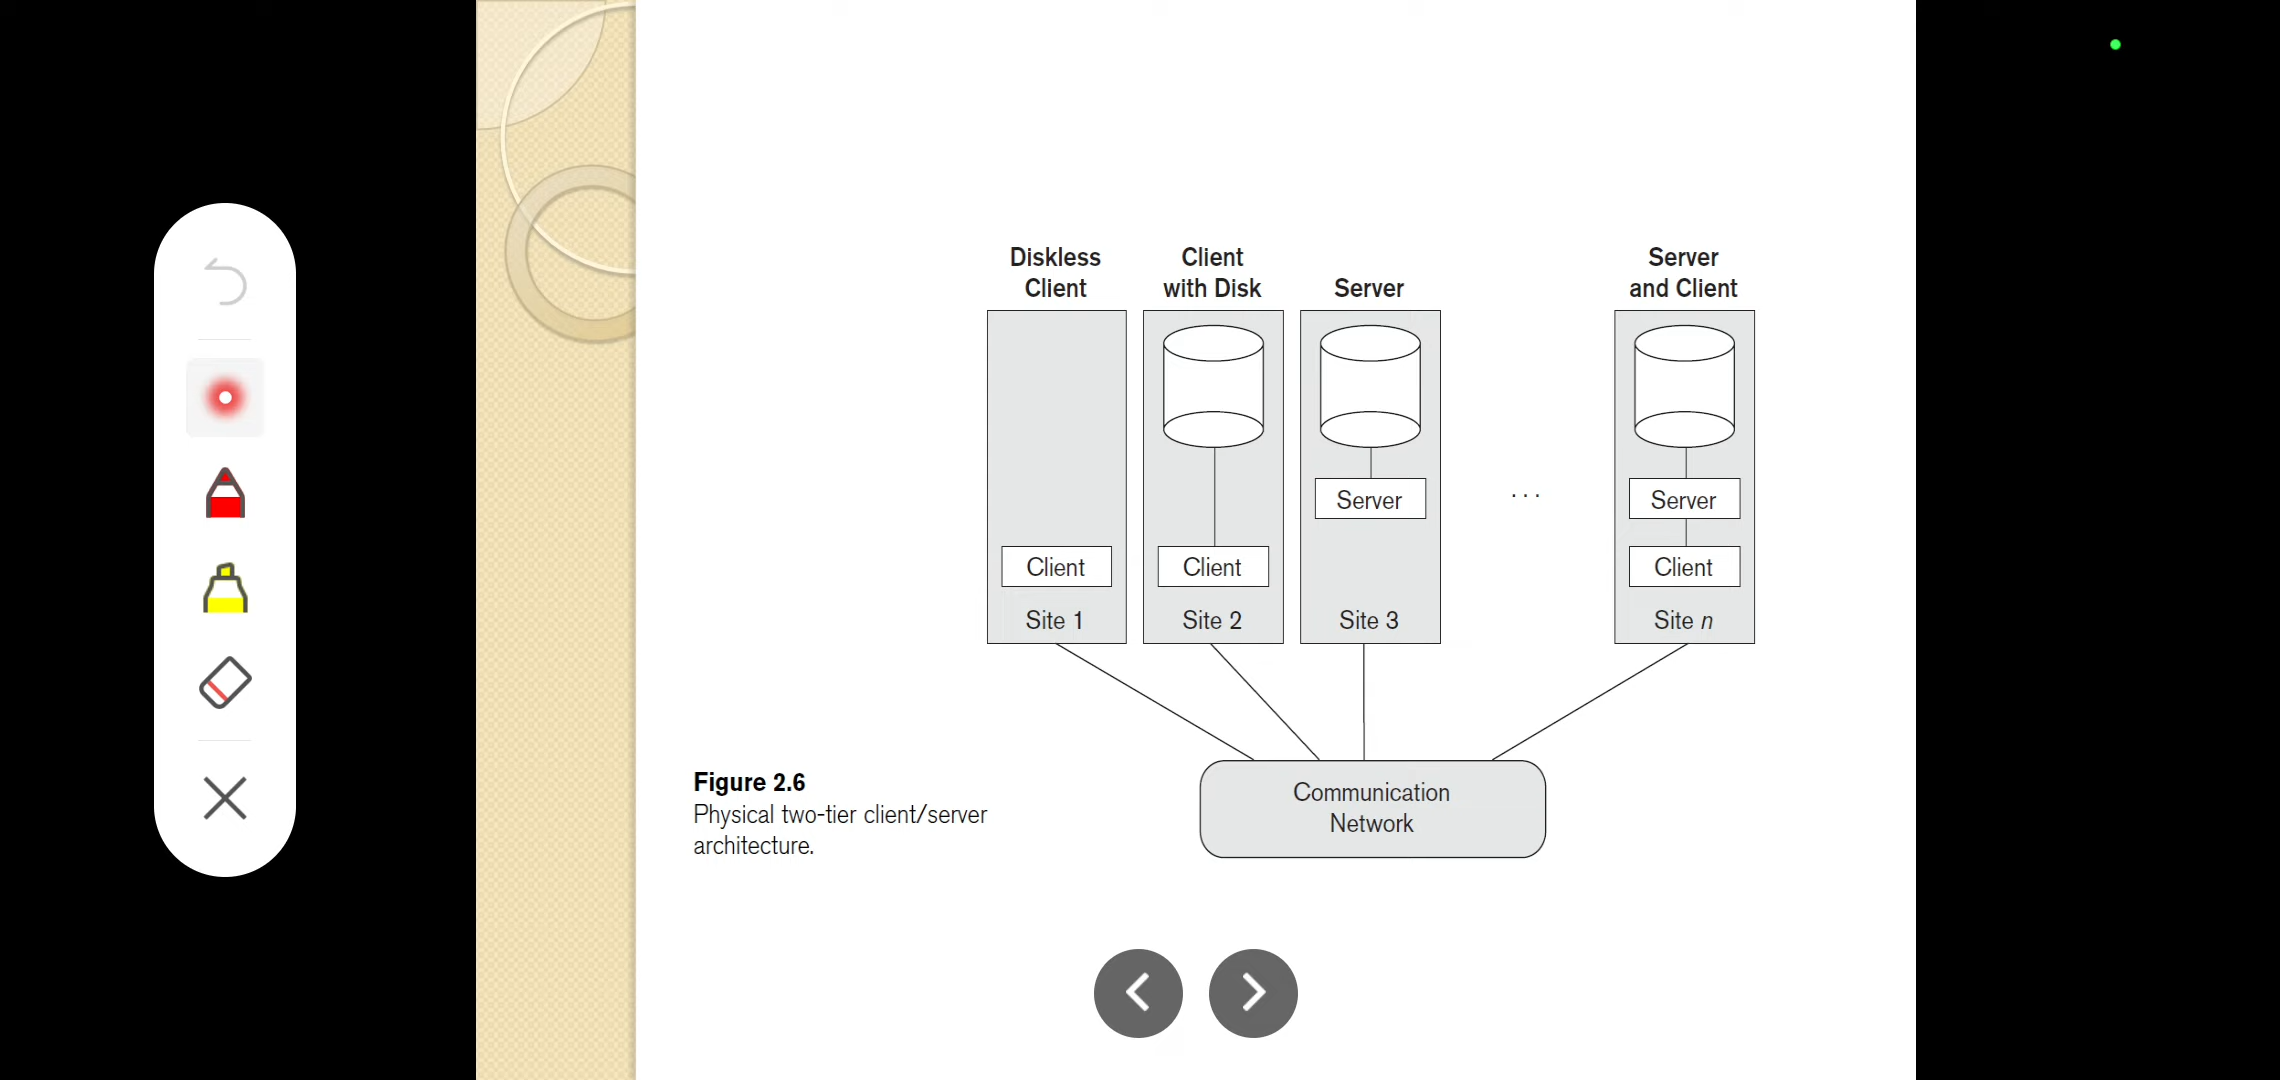 Diskless
Client
Client
with Disk
Server
Server
and Client
Server
Server
Client
Client
Client
. . .
Site 1
Site 2
Site 3
Site n
Communication
Network
Figure 2.6
Physical two-tier client/server
architecture.